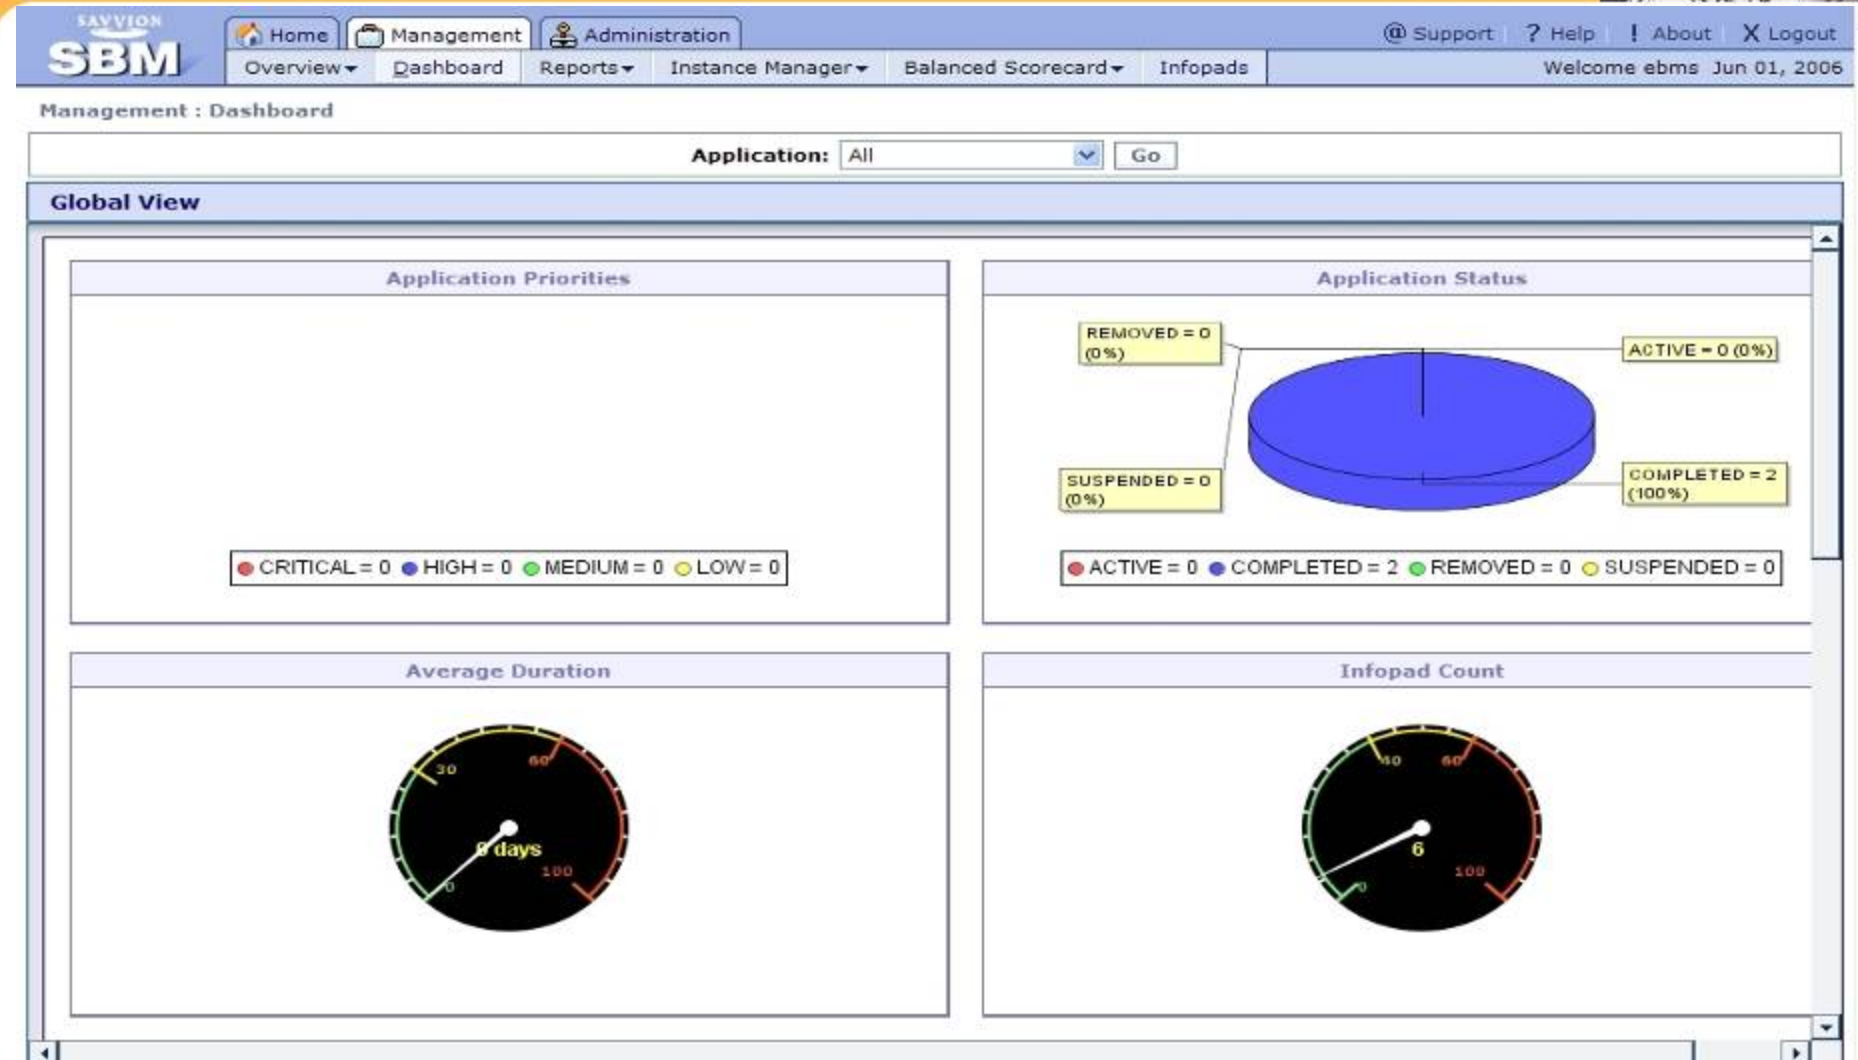 SAVVION
SBM
Home Management Administration
@ Support ? Help ! About X Logout
Overview Dashboard Reports Instance Manager Balanced Scorecard Infopads
Welcome ebms Jun 01, 2006
Management : Dashboard
Application: All Go
Global View
Application Priorities
CRITICAL = 0 HIGH = 0 MEDIUM = 0 LOW = 0
Application Status
REMOVED = 0
(0%)
ACTIVE = 0 (0%)
SUSPENDED = 0
(0%)
COMPLETED = 2
(100%)
ACTIVE = 0 COMPLETED = 2 REMOVED = 0 SUSPENDED = 0
Average Duration
30 60
days
0 100
Infopad Count
60
6
0 100